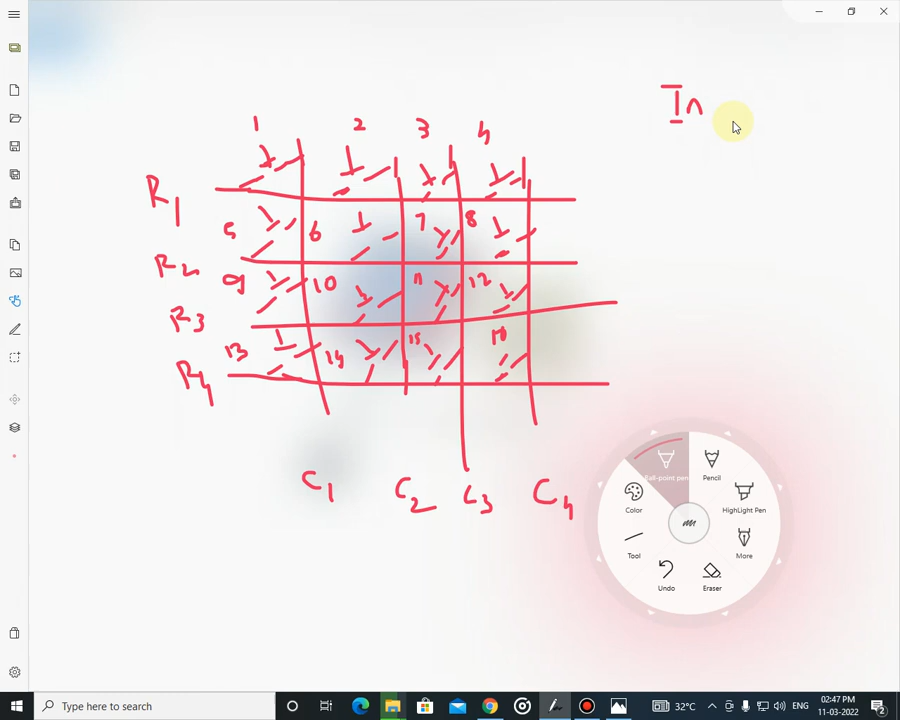 In
1 2 3 4
R1
5 6 7 8
R2
9 10 11 12
R3
13 14 15 16
R4
C1 C2 C3 C4
Ball-point pen
Pencil
Color
HighLight Pen
Tool
More
Undo
Eraser
Type here to search
32°C
ENG
02:47 PM
11-03-2022
2